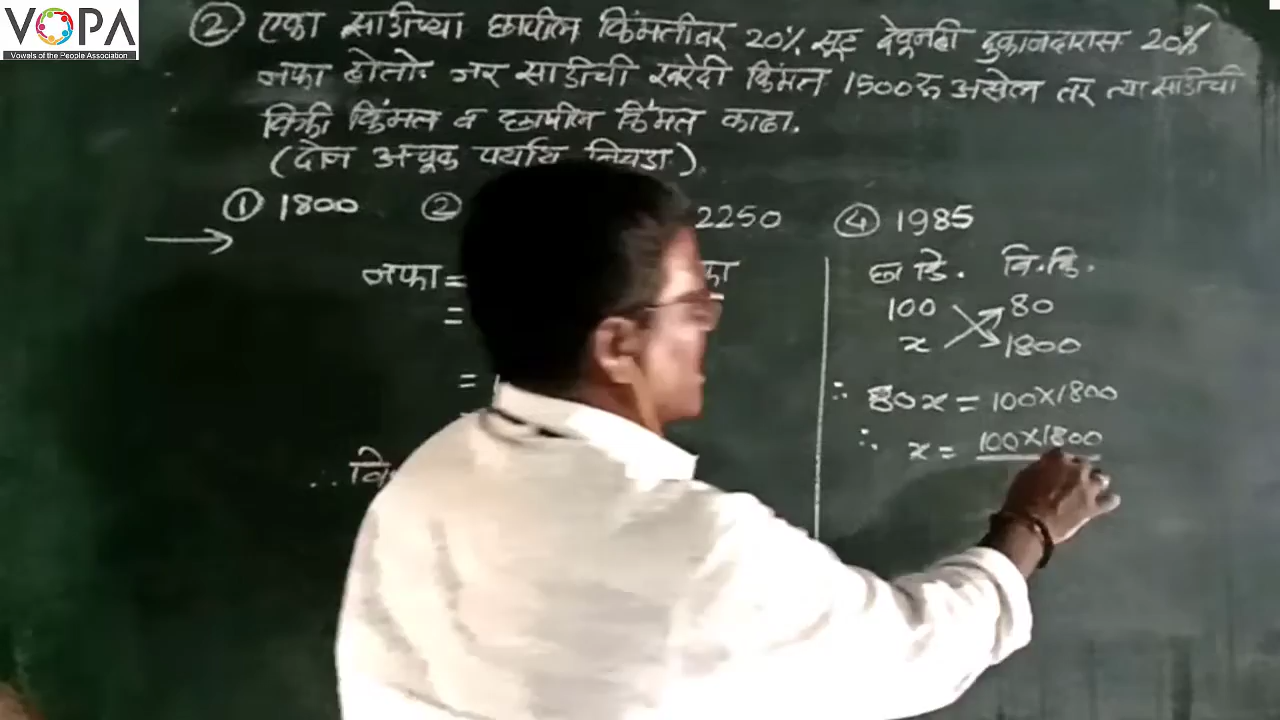 VOPA
Vowels of the People Association
② एका साडीच्या छापील किंमतीवर 20% सूट देवूनही दुकानदारास 20%
नफा होतो. जर साडीची खरेदी किंमत 1500रु असेल तर त्या साडीची
विक्री किंमत व छापील किंमत काढा.
(दोन अचूक पर्याय निवडा).
① 1800 ② 2250 ④ 1985
→ नफा =
=
=
∴ वि
छा किं. वि.किं.
100 80
x 1800
∴ 80x = 100×1800
∴ x = 100×1800